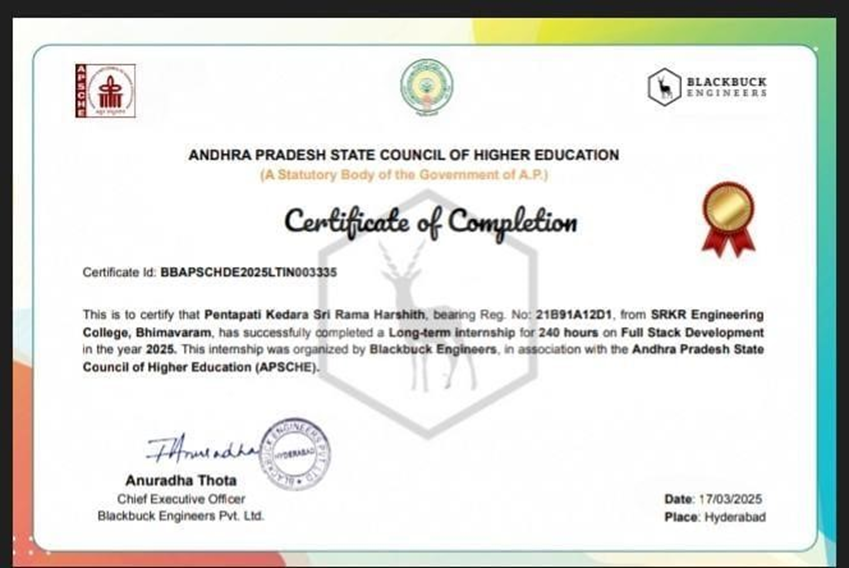 APSCHE
BLACKBUCK
ENGINEERS
ANDHRA PRADESH STATE COUNCIL OF HIGHER EDUCATION
(A Statutory Body of the Government of A.P.)
Certificate of Completion
Certificate Id: BBAPSCHDE2025LTIN003335
This is to certify that Pentapati Kedara Sri Rama Harshith, bearing Reg. No: 21B91A12D1, from SRKR Engineering
College, Bhimavaram, has successfully completed a Long-term internship for 240 hours on Full Stack Development
in the year 2025. This internship was organized by Blackbuck Engineers, in association with the Andhra Pradesh State
Council of Higher Education (APSCHE).
TAnuradha
BLACKBUCK ENGINEERS PVT LTD
HYDERABAD
Anuradha Thota
Chief Executive Officer
Blackbuck Engineers Pvt. Ltd.
Date: 17/03/2025
Place: Hyderabad